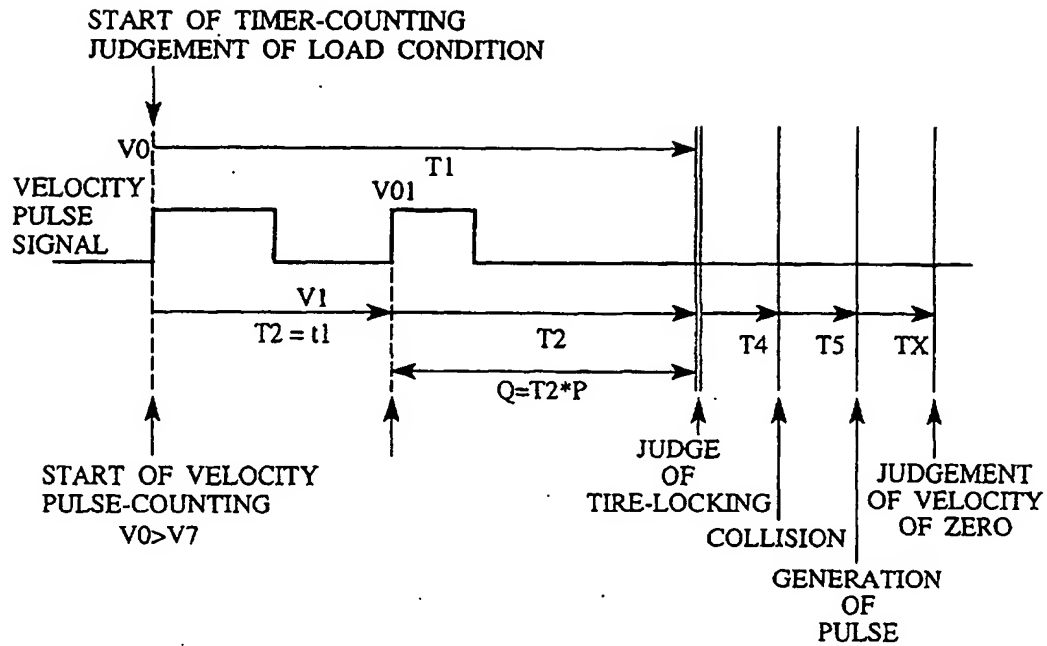 START OF TIMER-COUNTING
JUDGEMENT OF LOAD CONDITION
V0
T1
VELOCITY
PULSE
SIGNAL
V01
V1
T2 = t1
T2
T4
T5
TX
Q=T2*P
START OF VELOCITY
PULSE-COUNTING
V0>V7
JUDGE
OF
TIRE-LOCKING
COLLISION
GENERATION
OF
PULSE
JUDGEMENT
OF VELOCITY
OF ZERO